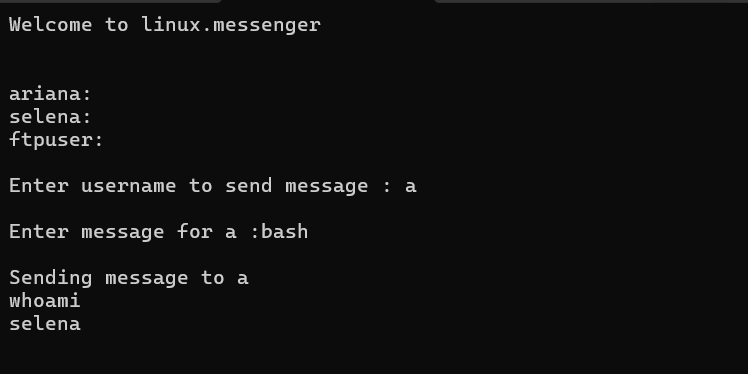 Welcome to linux.messenger
ariana:
selena:
ftpuser:
Enter username to send message : a
Enter message for a :bash
Sending message to a
whoami
selena